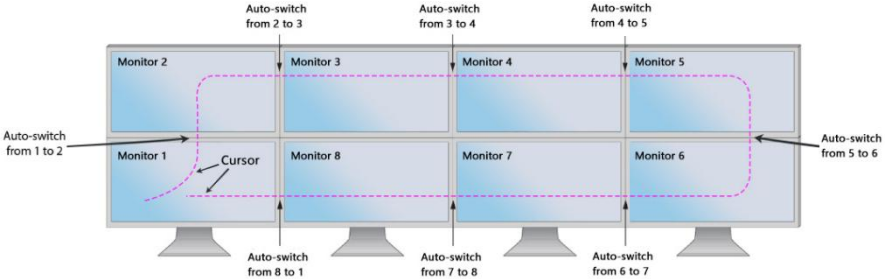 Auto-switch
from 2 to 3
Auto-switch
from 3 to 4
Auto-switch
from 4 to 5
Monitor 2
Monitor 3
Monitor 4
Monitor 5
Auto-switch
from 1 to 2
Auto-switch
from 5 to 6
Monitor 1
Cursor
Monitor 8
Monitor 7
Monitor 6
Auto-switch
from 8 to 1
Auto-switch
from 7 to 8
Auto-switch
from 6 to 7